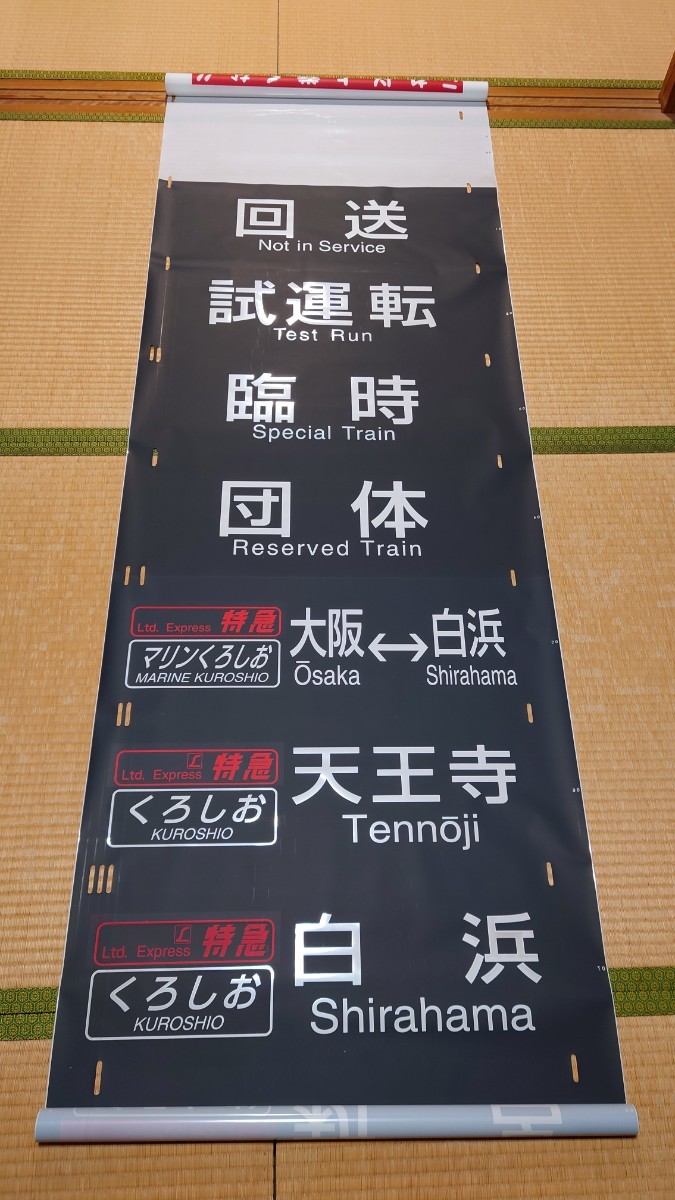 回送
Not in Service
試運転
Test Run
臨時
Special Train
団体
Reserved Train
Ltd. Express 特急
マリンくろしお
MARINE KUROSHIO
大阪↔白浜
Ōsaka Shirahama
Ltd. Express L 特急
くろしお
KUROSHIO
天王寺
Tennōji
Ltd. Express L 特急
くろしお
KUROSHIO
白浜
Shirahama